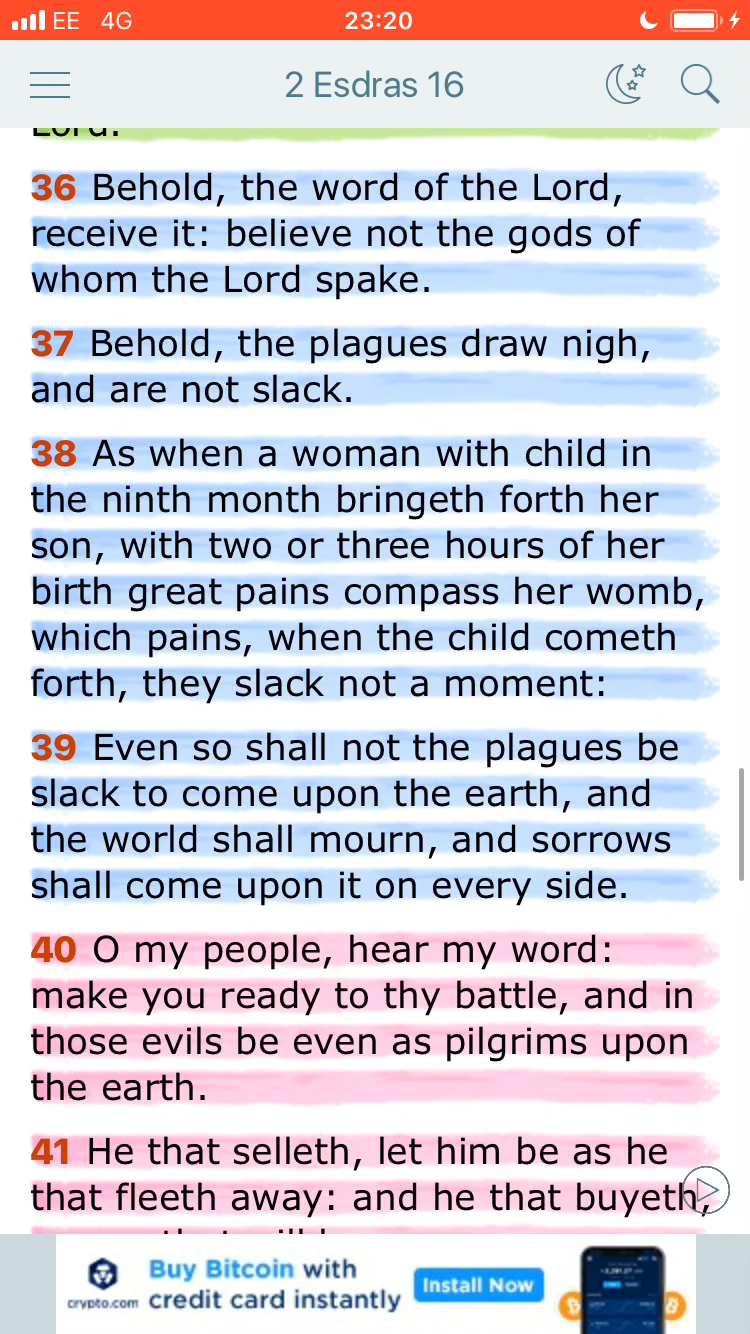 EE 4G 23:20
2 Esdras 16
Lord.
36 Behold, the word of the Lord,
receive it: believe not the gods of
whom the Lord spake.
37 Behold, the plagues draw nigh,
and are not slack.
38 As when a woman with child in
the ninth month bringeth forth her
son, with two or three hours of her
birth great pains compass her womb,
which pains, when the child cometh
forth, they slack not a moment:
39 Even so shall not the plagues be
slack to come upon the earth, and
the world shall mourn, and sorrows
shall come upon it on every side.
40 O my people, hear my word:
make you ready to thy battle, and in
those evils be even as pilgrims upon
the earth.
41 He that selleth, let him be as he
that fleeth away: and he that buyeth,
Buy Bitcoin with
credit card instantly
crypto.com
Install Now